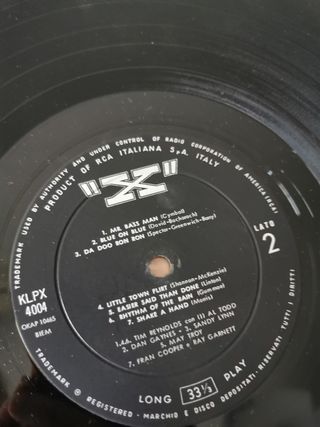 TRADEMARK USED BY AUTHORITY AND UNDER CONTROL OF RADIO CORPORATION OF AMERICA (RCA)
PRODUCT OF RCA ITALIANA S.p.A. ITALY
"X"
1. MR. BASS MAN (Cymbal)
2. BLUE ON BLUE (David-Bacharach)
3. DA DOO RON RON (Spector-Greenwich-Barry)
LATO
2
KLPX
4004
(OKAP 10465
BIEM
4. LITTLE TOWN FLIRT (Shannon-McKenzie)
5. EASIER SAID THAN DONE (Linton)
6. RHYTHM OF THE RAIN (Gummoe)
7. SHAKE A HAND (Morris)
1.-4.6- TIM REYNOLDS con (1) AL TODD
2. DAN GAYNES - 3. SANDY LYNN
5. MAY TROY
7. FRAN COOPER e RAY GARNETT
LONG 33⅓ PLAY
TRADEMARK ® REGISTERED - MARCHIO E DISCO DEPOSITATI - RISERVATI TUTTI I DIRITTI